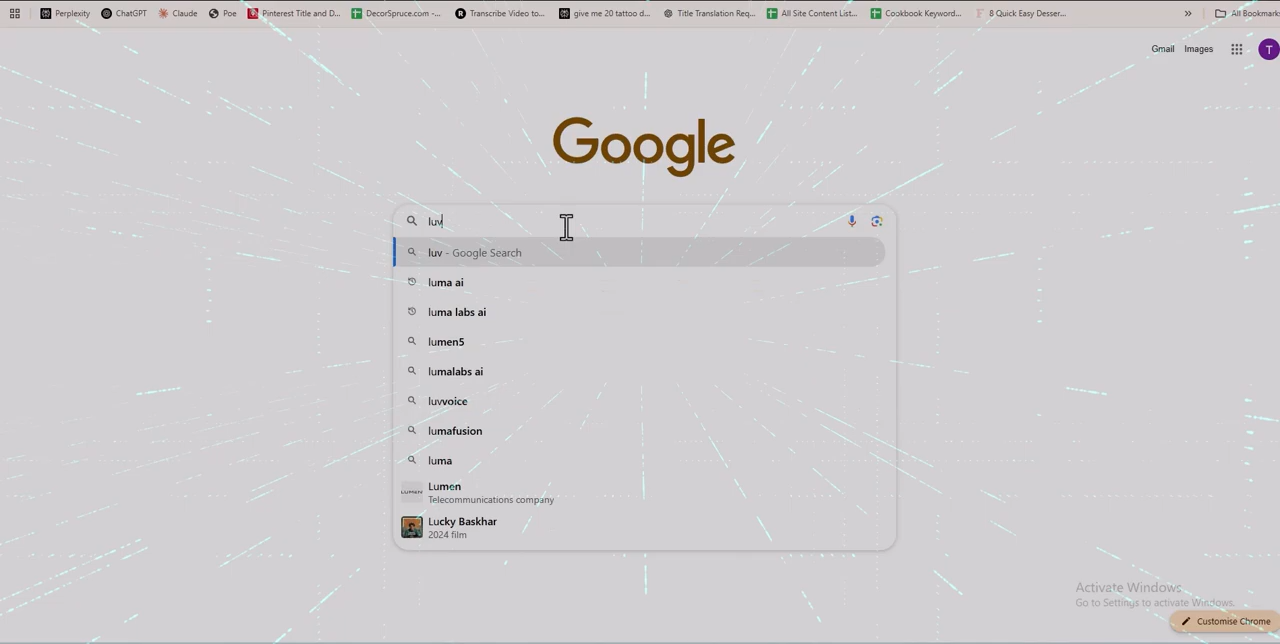 Perplexity ChatGPT Claude Poe Pinterest Title and D... DecorSpruce.com -... Transcribe Video to... give me 20 tattoo d... Title Translation Req... All Site Content List... Cookbook Keyword... 8 Quick Easy Desser... » All Bookmarks
Gmail Images T
Google
luv
luv - Google Search
luma ai
luma labs ai
lumen5
lumalabs ai
luvvoice
lumafusion
luma
LUMEN
Lumen
Telecommunications company
Lucky Baskhar
2024 film
Activate Windows
Go to Settings to activate Windows.
Customise Chrome